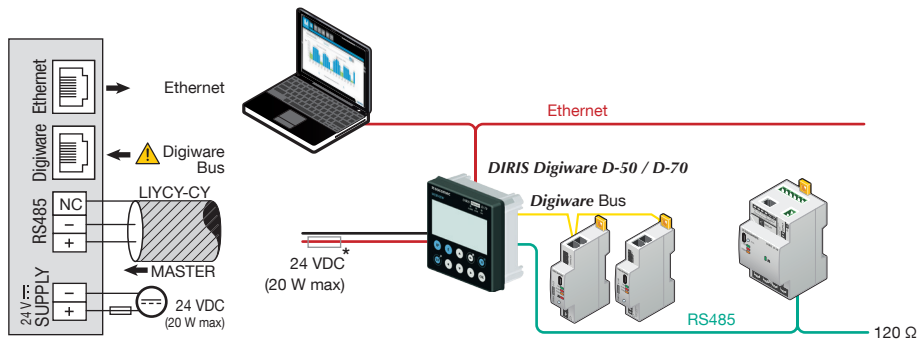 Ethernet
Ethernet
Digiware
Digiware
Bus
RS485
NC
–
+
LIYCY-CY
MASTER
24 V
SUPPLY
–
+
24 VDC
(20 W max)
Ethernet
DIRIS Digiware D-50 / D-70
Digiware Bus
*
24 VDC
(20 W max)
RS485
120 Ω